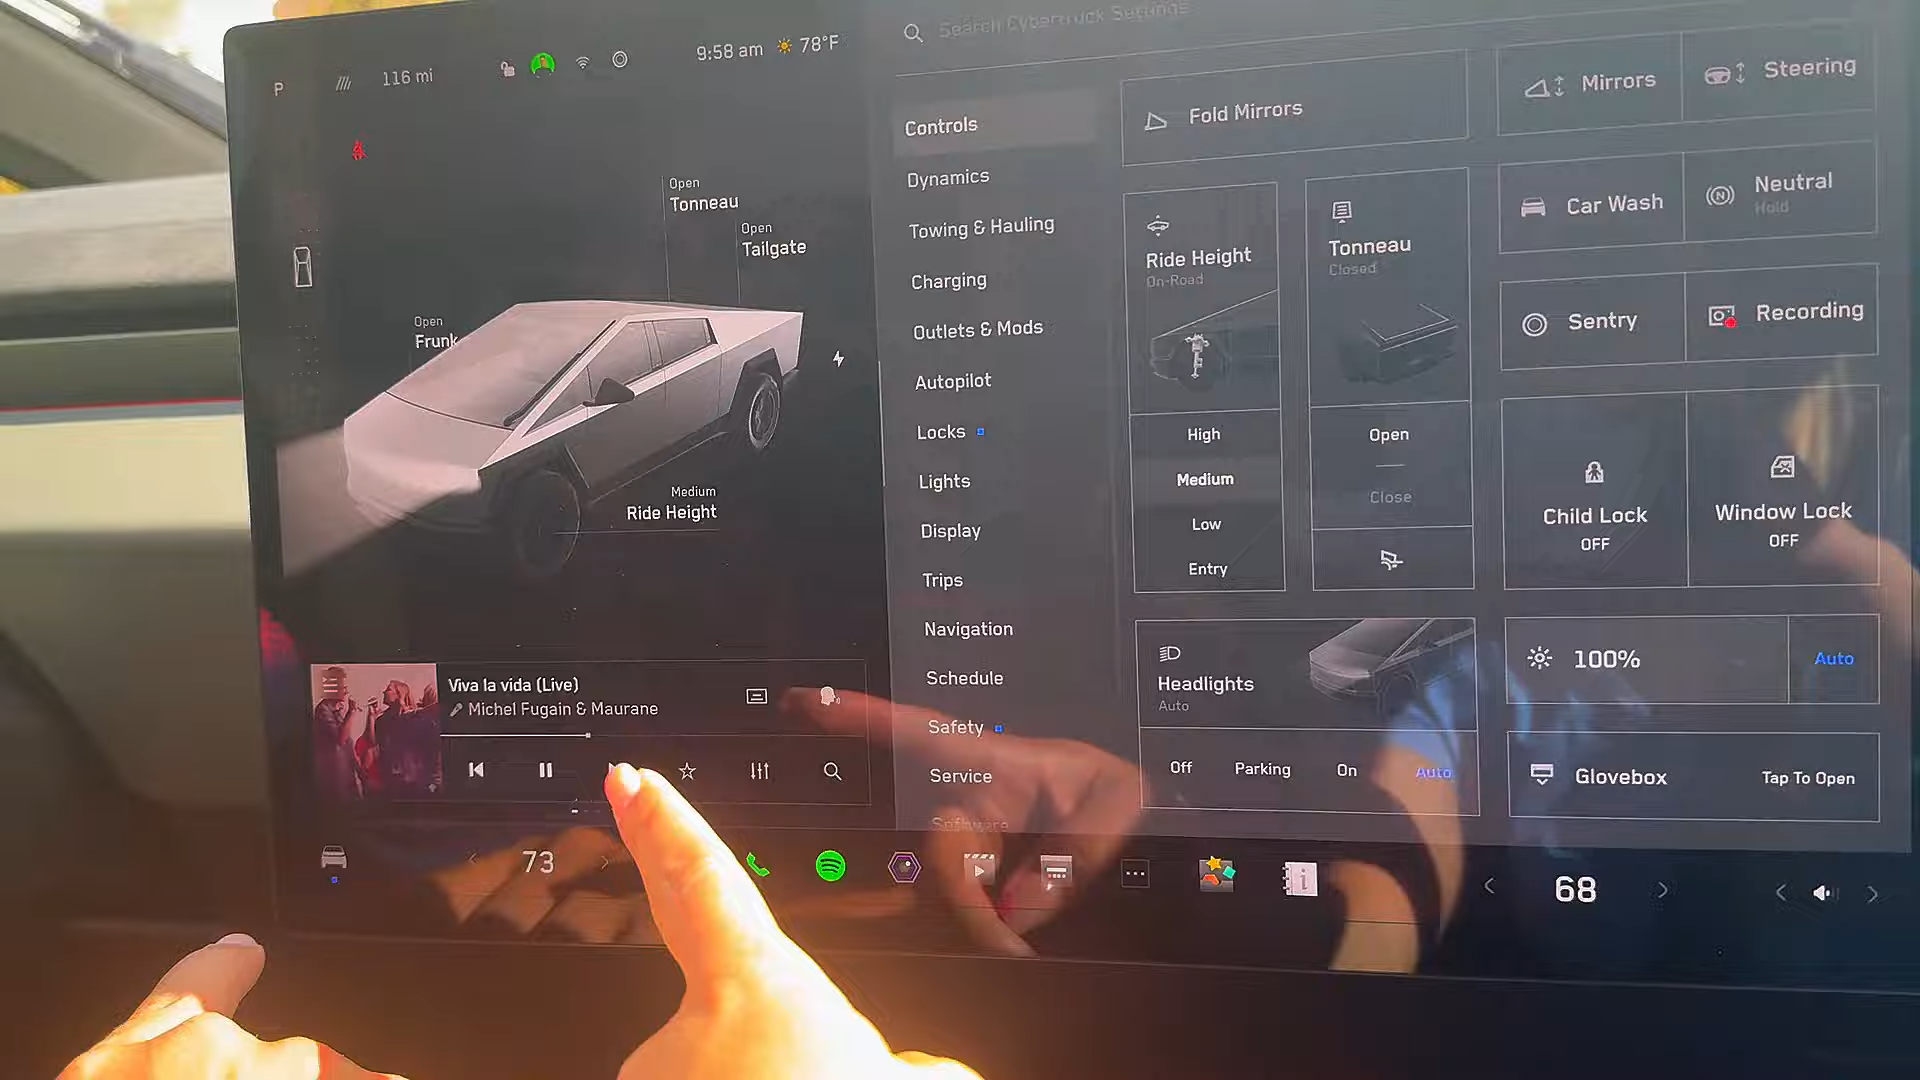 P
116 mi
9:58 am
78°F
Search Cybertruck Settings
Open
Tonneau
Open
Tailgate
Open
Frunk
Medium
Ride Height
Viva la vida (Live)
Michel Fugain & Maurane
73
Controls
Dynamics
Towing & Hauling
Charging
Outlets & Mods
Autopilot
Locks
Lights
Display
Trips
Navigation
Schedule
Safety
Service
Software
Fold Mirrors
Mirrors
Steering
Ride Height
On-Road
High
Medium
Low
Entry
Tonneau
Closed
Open
Close
Car Wash
Neutral
Hold
Sentry
Recording
Child Lock
OFF
Window Lock
OFF
Headlights
Auto
Off
Parking
On
Auto
100%
Auto
Glovebox
Tap To Open
68